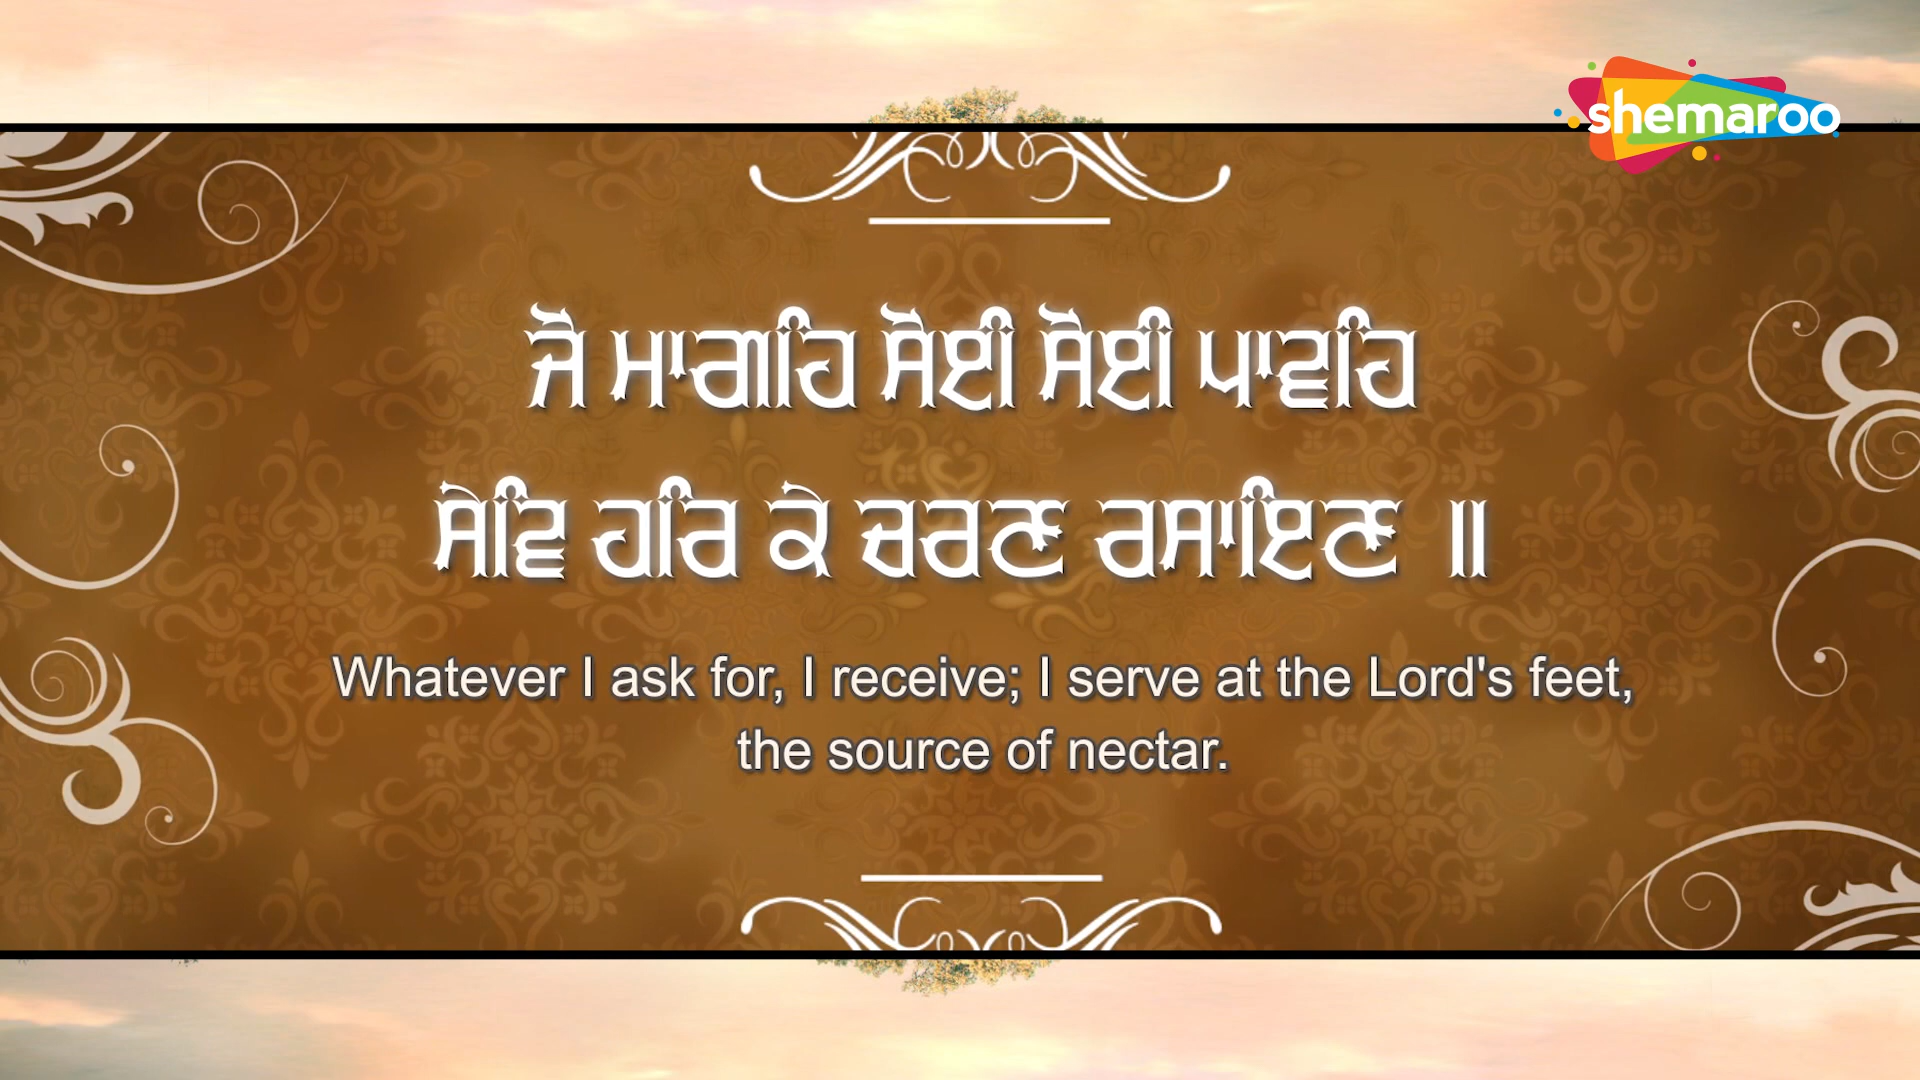 shemaroo
ਜੋ ਮਾਗਹਿ ਸੋਈ ਸੋਈ ਪਾਵਹਿ
ਸੇਵਿ ਹਰਿ ਕੇ ਚਰਣ ਰਸਾਇਣ ॥
Whatever I ask for, I receive; I serve at the Lord's feet,
the source of nectar.